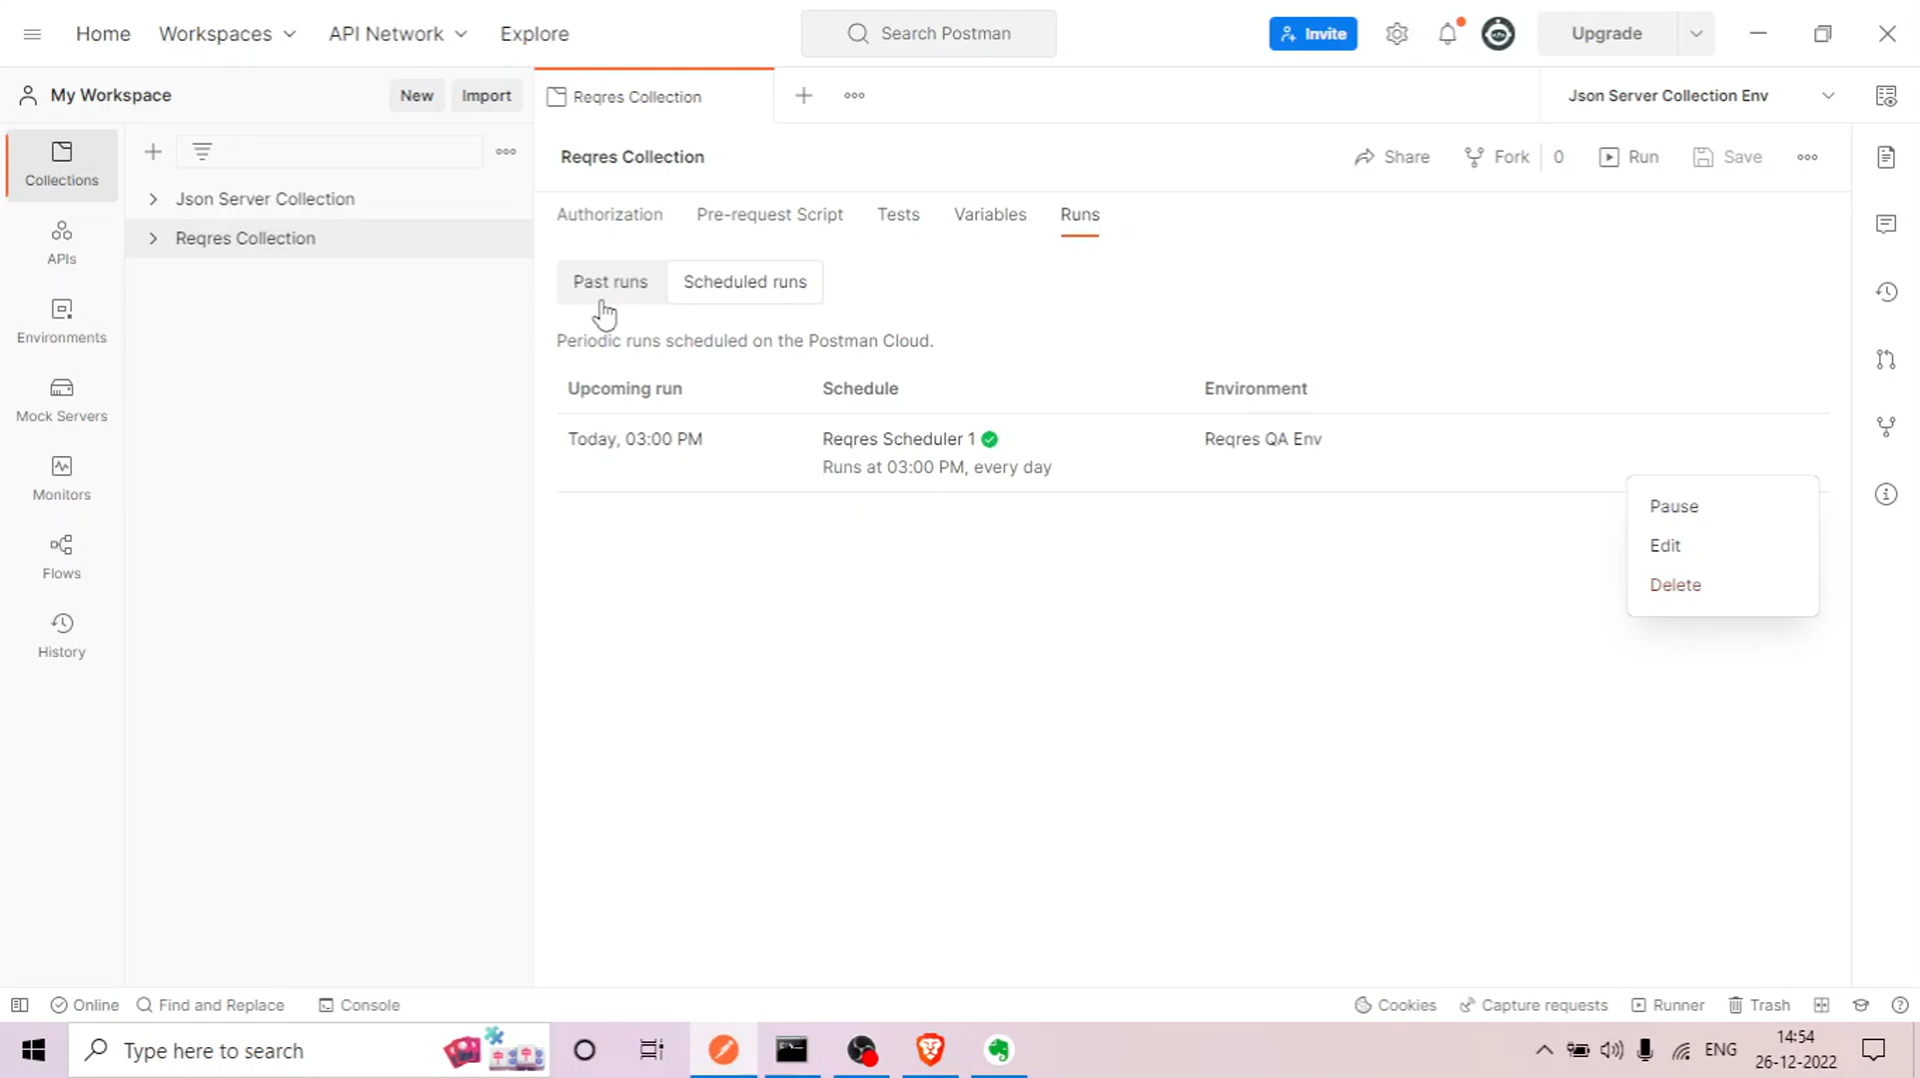 Home Workspaces API Network Explore Search Postman Invite Upgrade
My Workspace New Import Reqres Collection Json Server Collection Env
Collections
Json Server Collection
Reqres Collection
APIs
Environments
Mock Servers
Monitors
Flows
History
Reqres Collection Share Fork 0 Run Save
Authorization Pre-request Script Tests Variables Runs
Past runs Scheduled runs
Periodic runs scheduled on the Postman Cloud.
Upcoming run Schedule Environment
Today, 03:00 PM Reqres Scheduler 1 Reqres QA Env
Runs at 03:00 PM, every day
Pause
Edit
Delete
Online Find and Replace Console Cookies Capture requests Runner Trash
Type here to search ENG 14:54
26-12-2022